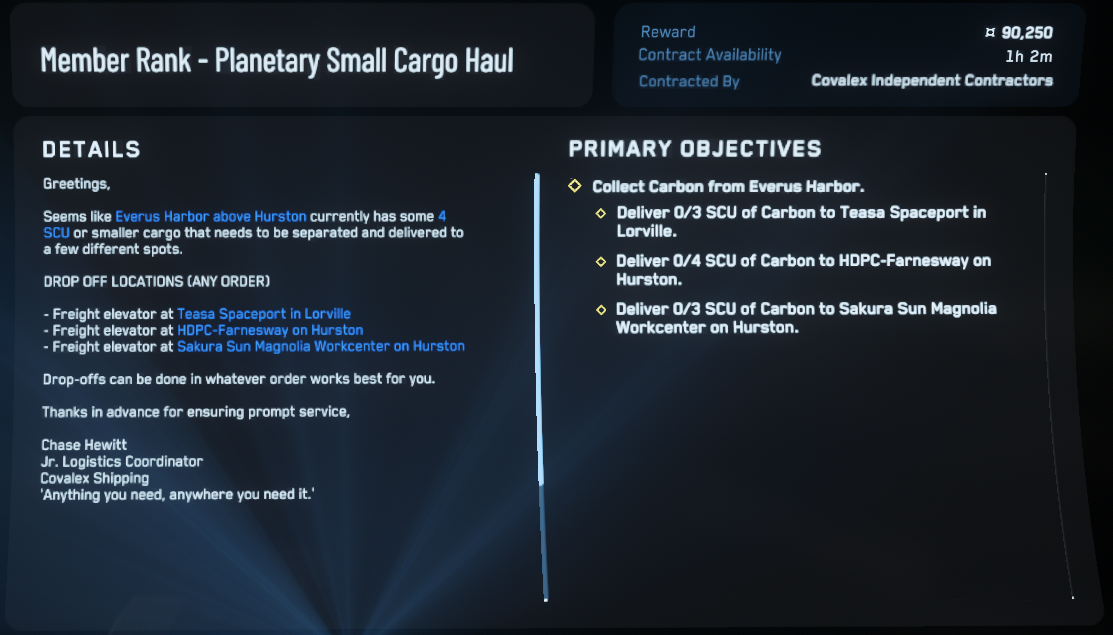 Member Rank - Planetary Small Cargo Haul
Reward ¤ 90,250
Contract Availability 1h 2m
Contracted By Covalex Independent Contractors
DETAILS
Greetings,
Seems like Everus Harbor above Hurston currently has some 4
SCU or smaller cargo that needs to be separated and delivered to
a few different spots.
DROP OFF LOCATIONS (ANY ORDER)
- Freight elevator at Teasa Spaceport in Lorville
- Freight elevator at HDPC-Farnesway on Hurston
- Freight elevator at Sakura Sun Magnolia Workcenter on Hurston
Drop-offs can be done in whatever order works best for you.
Thanks in advance for ensuring prompt service,
Chase Hewitt
Jr. Logistics Coordinator
Covalex Shipping
'Anything you need, anywhere you need it.'
PRIMARY OBJECTIVES
Collect Carbon from Everus Harbor.
Deliver 0/3 SCU of Carbon to Teasa Spaceport in
Lorville.
Deliver 0/4 SCU of Carbon to HDPC-Farnesway on
Hurston.
Deliver 0/3 SCU of Carbon to Sakura Sun Magnolia
Workcenter on Hurston.